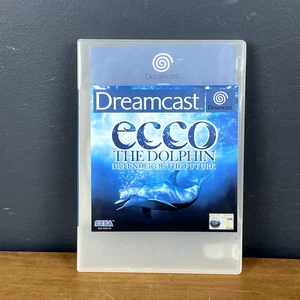 Dreamcast
Dreamcast
Dreamcast
ecco
THE DOLPHIN
DEFENDER OF THE FUTURE
SEGA